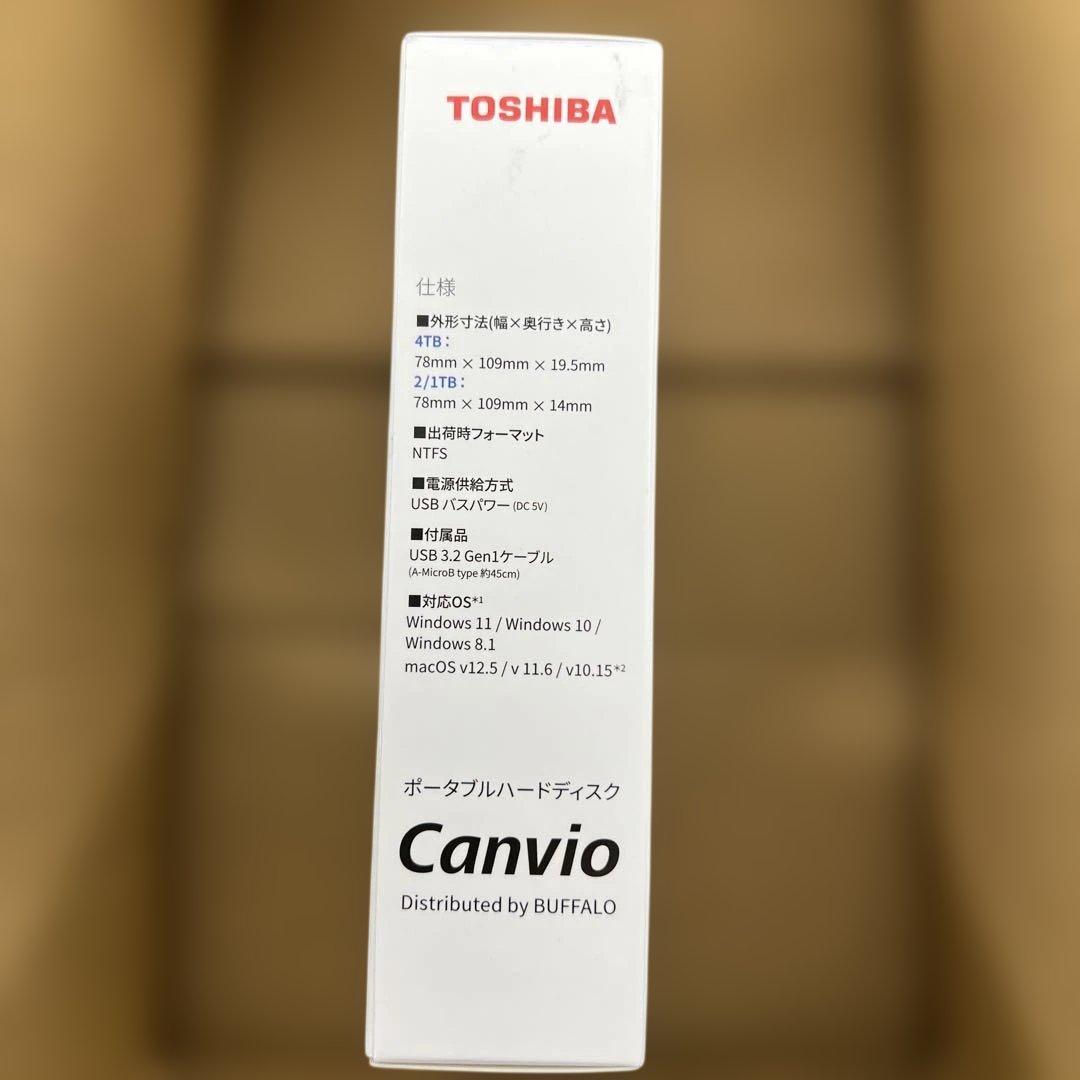 TOSHIBA
仕様
■外形寸法(幅×奥行き×高さ)
4TB：
78mm × 109mm × 19.5mm
2/1TB：
78mm × 109mm × 14mm
■出荷時フォーマット
NTFS
■電源供給方式
USB バスパワー (DC 5V)
■付属品
USB 3.2 Gen1ケーブル
(A-MicroB type 約45cm)
■対応OS*1
Windows 11 / Windows 10 /
Windows 8.1
macOS v12.5 / v 11.6 / v10.15*2
ポータブルハードディスク
Canvio
Distributed by BUFFALO